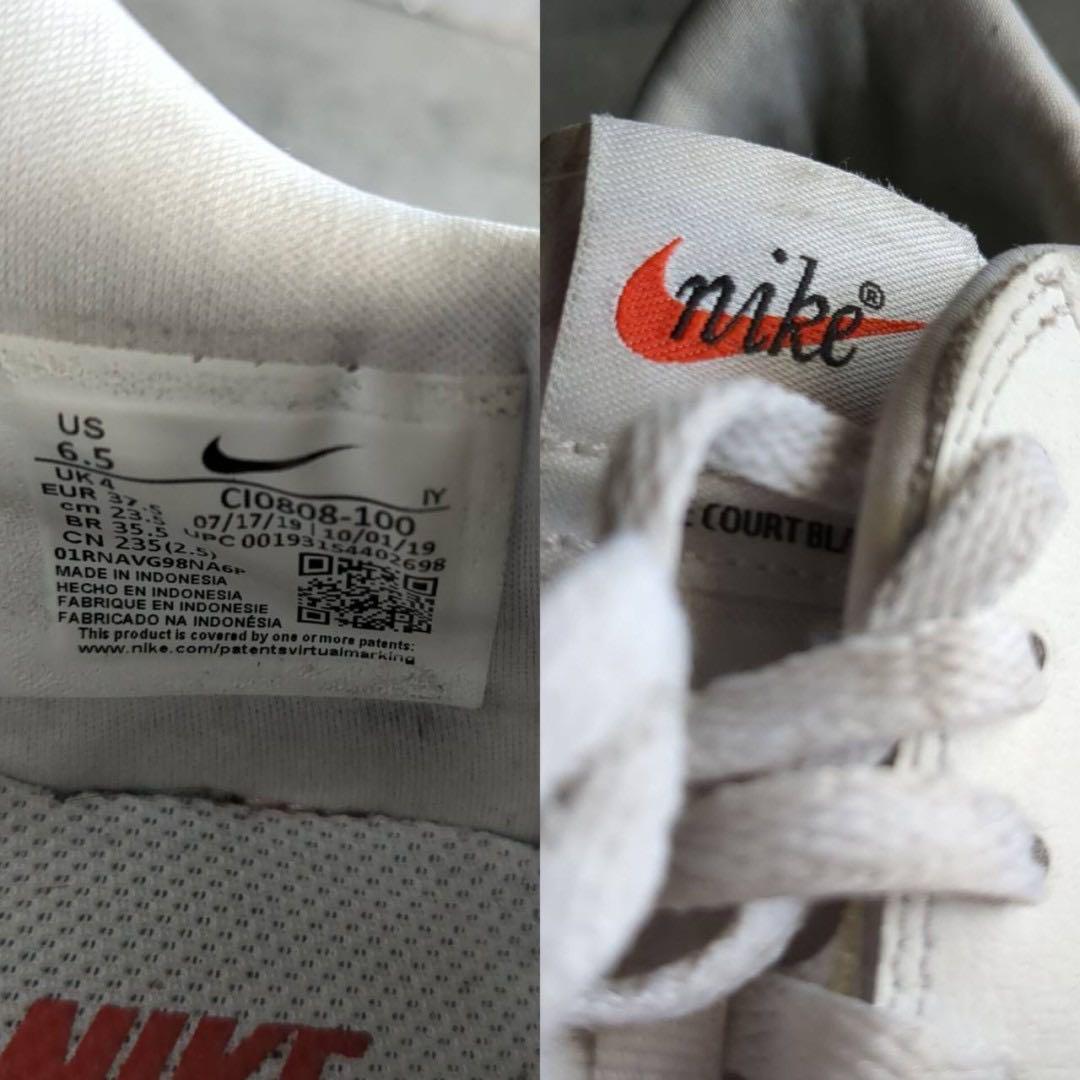 US
6.5
UK 4
EUR 37.5
cm 23.5
BR 35.5
CN 235(2.5)
IY
CI0808-100
07/17/19 | 10/01/19
UPC 00193154402698
01RNAVG98NA6P
MADE IN INDONESIA
HECHO EN INDONESIA
FABRIQUE EN INDONESIE
FABRICADO NA INDONÉSIA
This product is covered by one or more patents:
www.nike.com/patentsvirtualmarking
NIKE
nike®
E COURT BLA